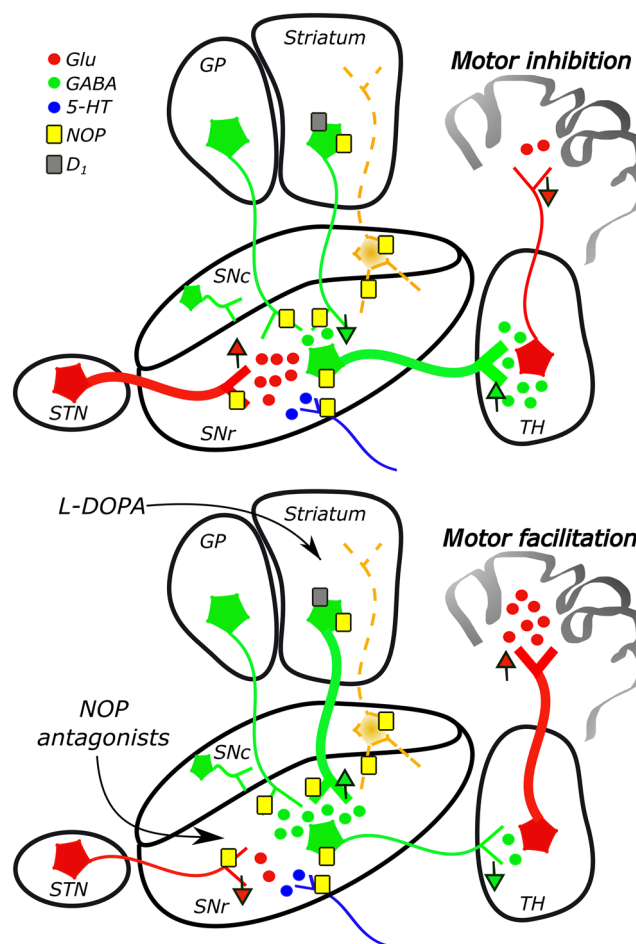 Glu
GABA
5-HT
NOP
D₁
GP
Striatum
Motor inhibition
SNc
STN
SNr
TH
L-DOPA
GP
Striatum
Motor facilitation
NOP
antagonists
SNc
STN
SNr
TH